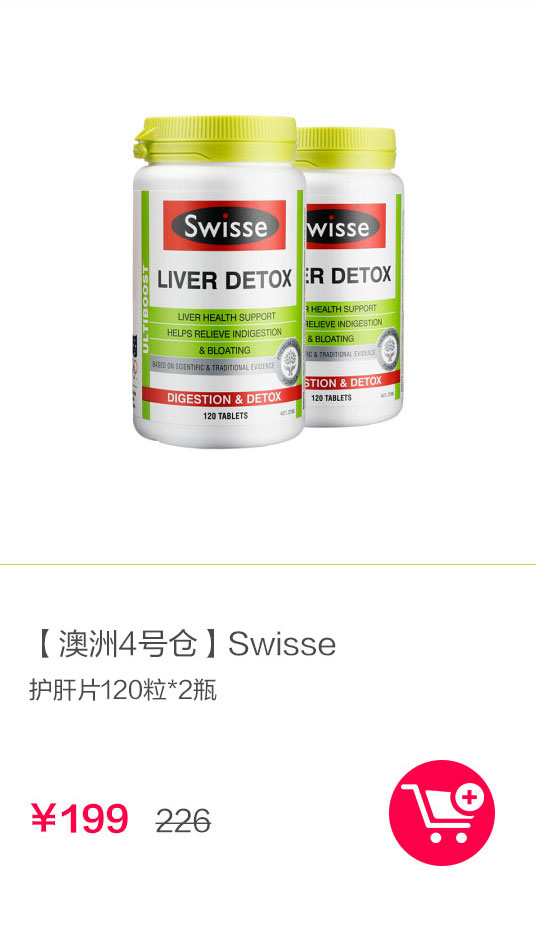 Swisse
LIVER DETOX
ULTIBOOST
LIVER HEALTH SUPPORT
HELPS RELIEVE INDIGESTION
& BLOATING
BASED ON SCIENTIFIC & TRADITIONAL EVIDENCE
DIGESTION & DETOX
120 TABLETS
wisse
ER DETOX
R HEALTH SUPPORT
RELIEVE INDIGESTION
& BLOATING
IC & TRADITIONAL EVIDENCE
STION & DETOX
120 TABLETS
【澳洲4号仓】Swisse
护肝片120粒*2瓶
¥199 226